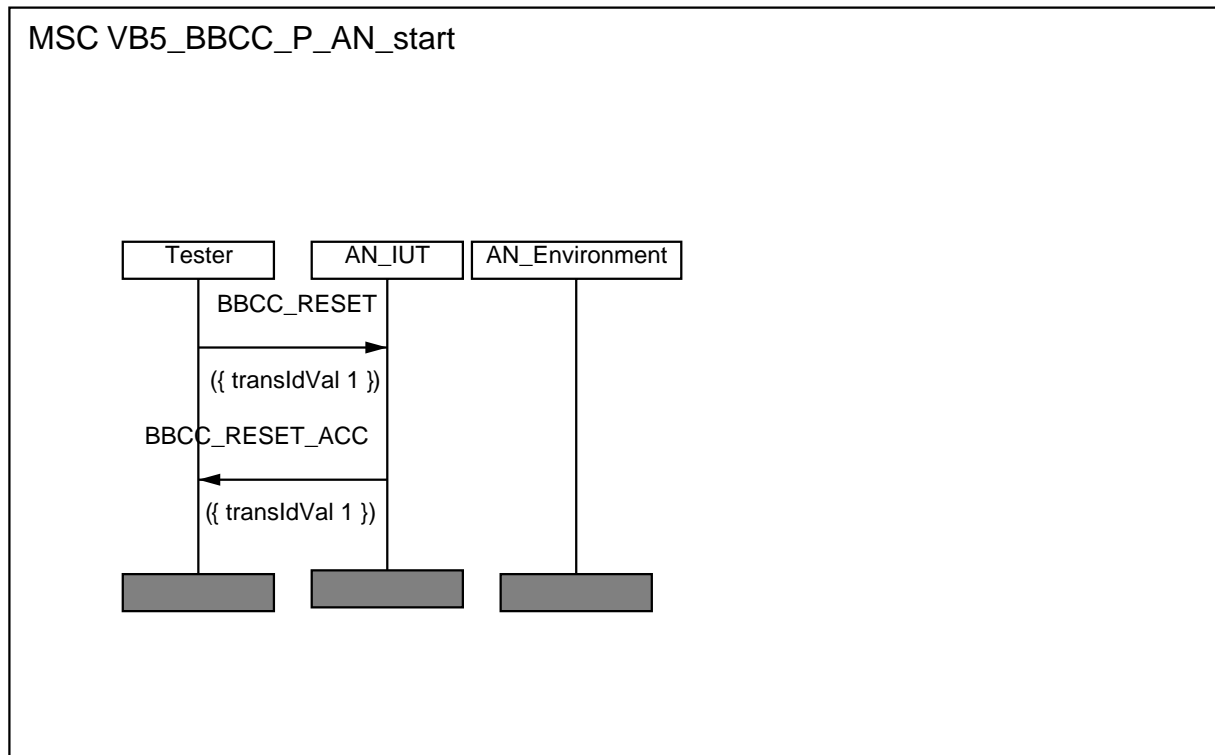 MSC VB5_BBCC_P_AN_start
Tester AN_IUT AN_Environment
BBCC_RESET
({ transIdVal 1 })
BBCC_RESET_ACC
({ transIdVal 1 })